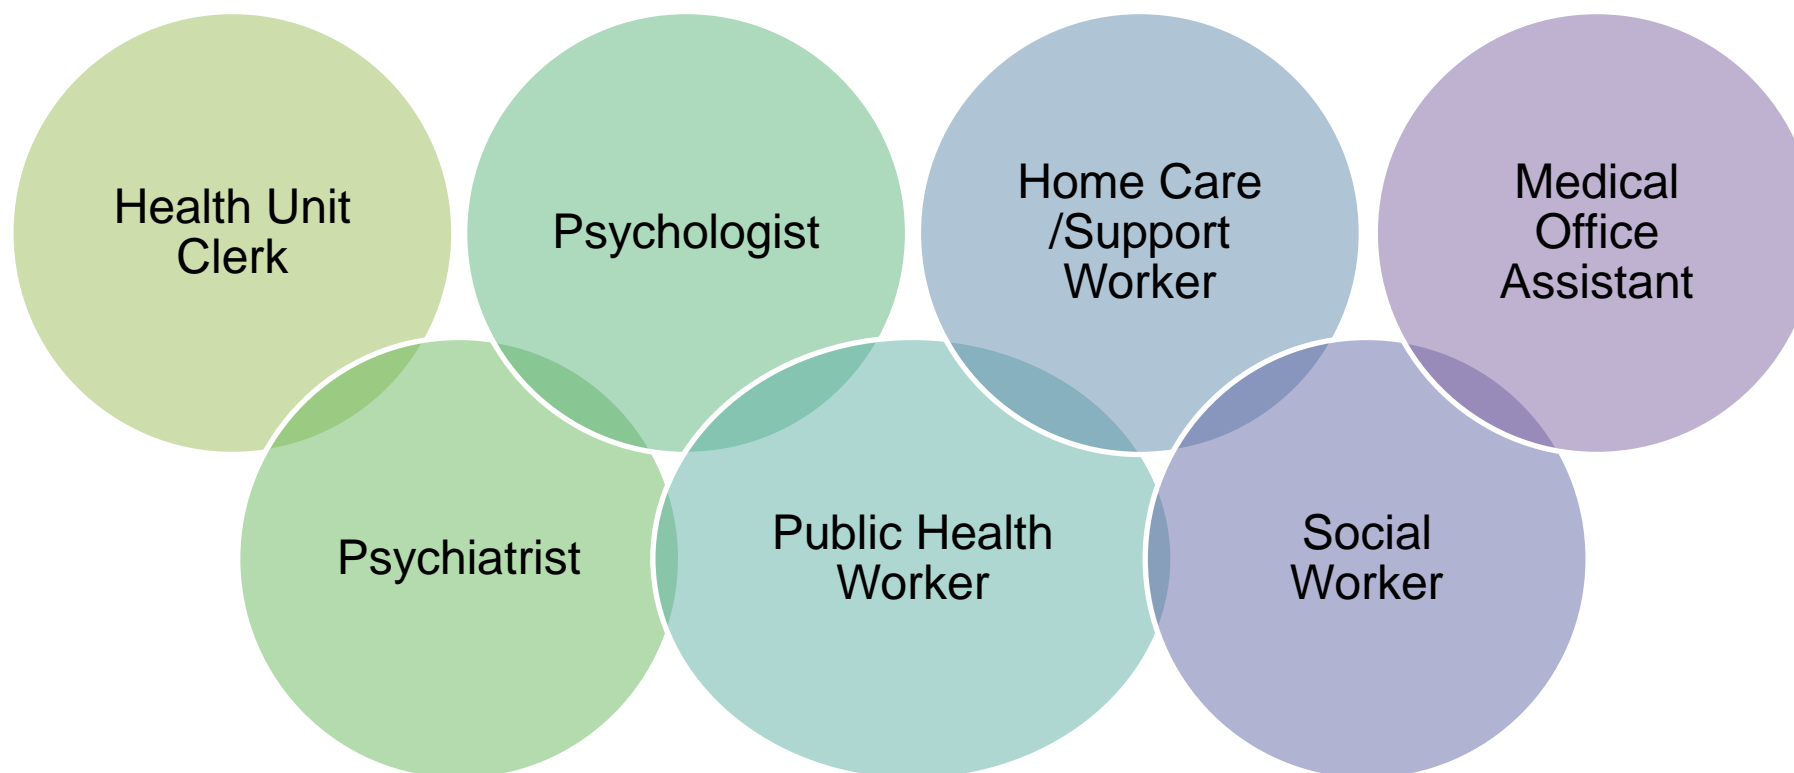 Health Unit
Clerk
Psychologist
Home Care
/Support
Worker
Medical
Office
Assistant
Psychiatrist
Public Health
Worker
Social
Worker